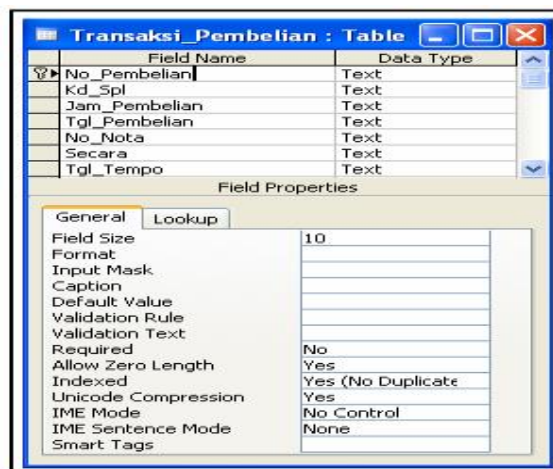 Transaksi_Pembelian : Table
Field Name Data Type
No_Pembelian Text
Kd_Spl Text
Jam_Pembelian Text
Tgl_Pembelian Text
No_Nota Text
Secara Text
Tgl_Tempo Text
Field Properties
General Lookup
Field Size 10
Format
Input Mask
Caption
Default Value
Validation Rule
Validation Text
Required No
Allow Zero Length Yes
Indexed Yes (No Duplicate
Unicode Compression Yes
IME Mode No Control
IME Sentence Mode None
Smart Tags